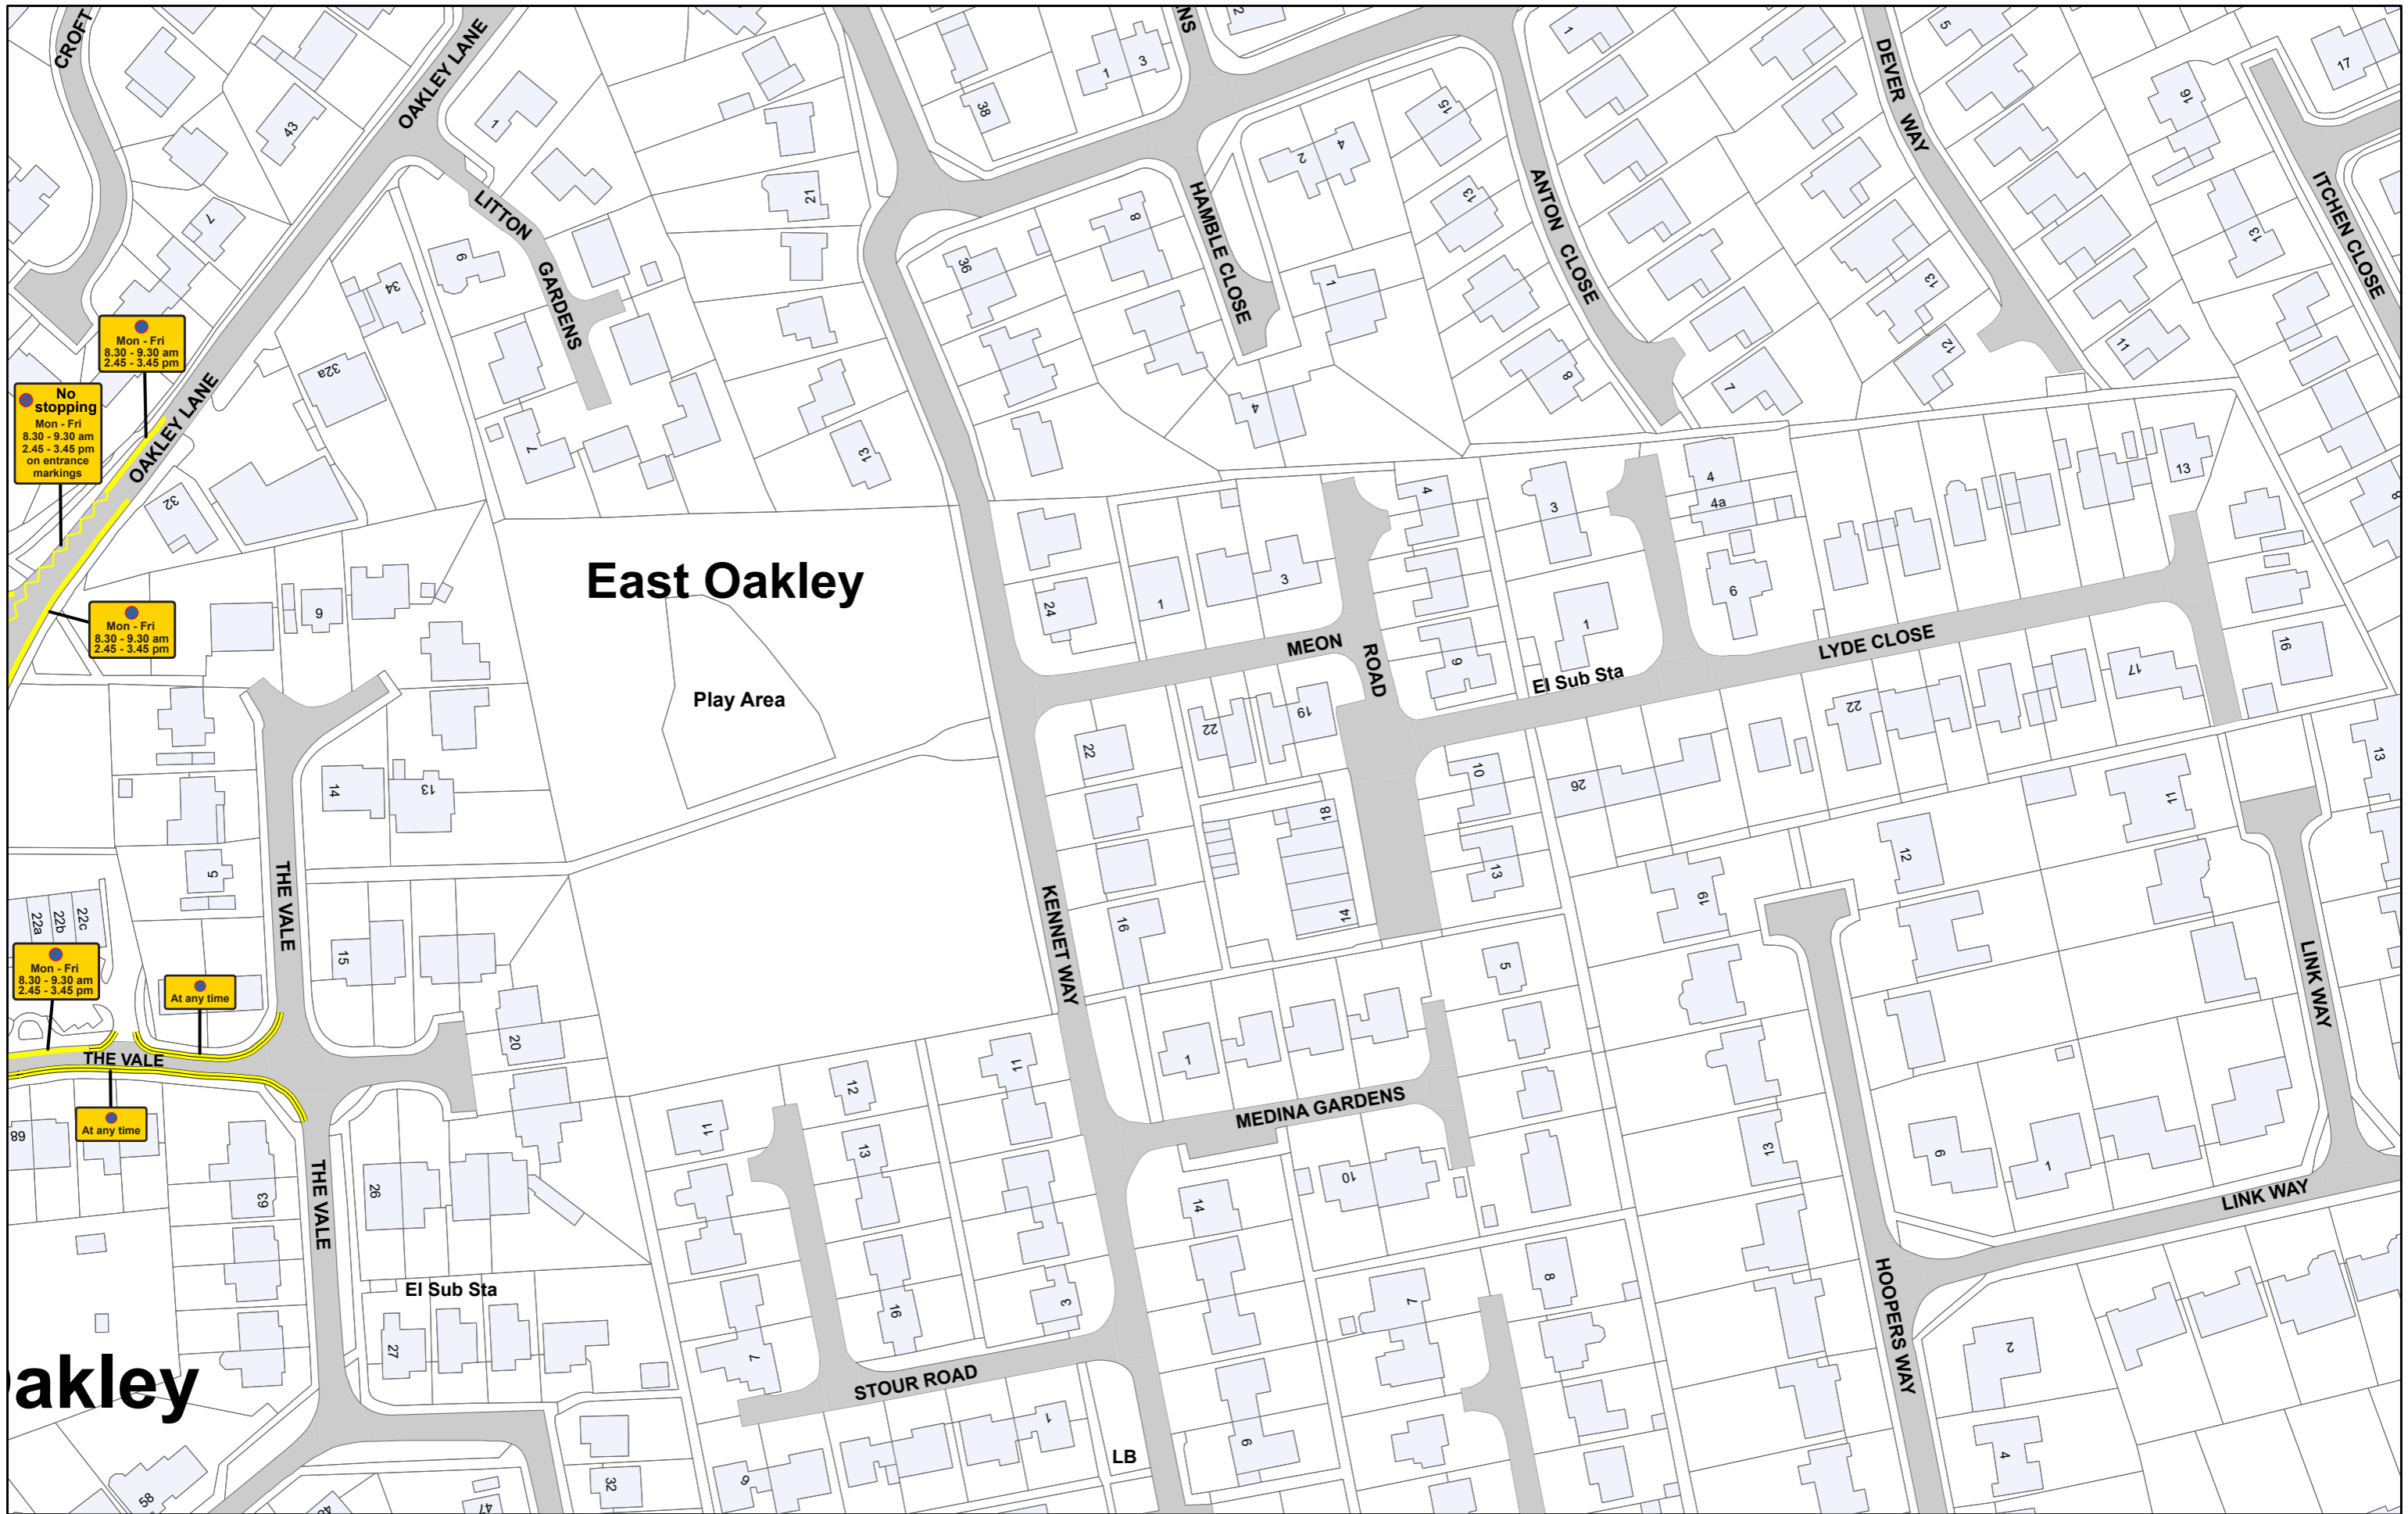 CROFT
OAKLEY LANE
43
1
7
LITTON
GARDENS
9
34
32a
7
21
13
38
1
3
2
36
8
HAMBLE CLOSE
2
4
1
4
15
13
8
ANTON CLOSE
1
7
DEVER WAY
5
13
12
11
16
13
17
ITCHEN CLOSE
8
Mon - Fri
8.30 - 9.30 am
2.45 - 3.45 pm
No
stopping
Mon - Fri
8.30 - 9.30 am
2.45 - 3.45 pm
on entrance
markings
OAKLEY LANE
32
Mon - Fri
8.30 - 9.30 am
2.45 - 3.45 pm
East Oakley
Play Area
24
1
3
MEON
ROAD
4
9
3
1
El Sub Sta
4
4a
6
13
LYDE CLOSE
16
17
22
26
22
22
19
18
14
10
13
16
KENNET WAY
14
13
THE VALE
5
22a
22b
22c
15
20
Mon - Fri
8.30 - 9.30 am
2.45 - 3.45 pm
At any time
THE VALE
At any time
68
63
THE VALE
26
El Sub Sta
27
akley
58
47
32
11
12
13
11
3
16
7
STOUR ROAD
9
1
LB
1
MEDINA GARDENS
5
10
14
7
8
6
19
13
12
11
13
LINK WAY
9
1
LINK WAY
HOOPERS WAY
2
4